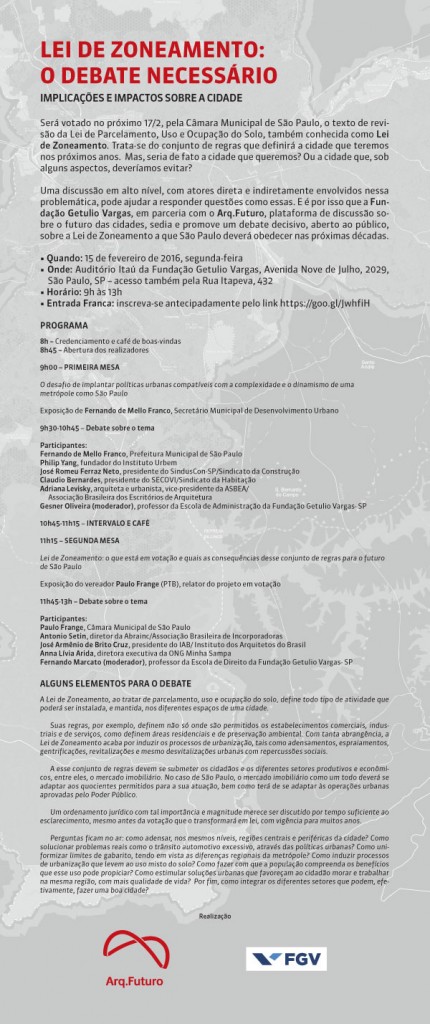 LEI DE ZONEAMENTO:
O DEBATE NECESSÁRIO
IMPLICAÇÕES E IMPACTOS SOBRE A CIDADE
Será votado no próximo 17/2, pela Câmara Municipal de São Paulo, o texto de revi-
são da Lei de Parcelamento, Uso e Ocupação do Solo, também conhecida como Lei
de Zoneamento. Trata-se do conjunto de regras que definirá a cidade que teremos
nos próximos anos. Mas, seria de fato a cidade que queremos? Ou a cidade que, sob
alguns aspectos, deveríamos evitar?
Uma discussão em alto nível, com atores direta e indiretamente envolvidos nessa
problemática, pode ajudar a responder questões como essas. E é por isso que a Fun-
dação Getulio Vargas, em parceria com o Arq.Futuro, plataforma de discussão so-
bre o futuro das cidades, sedia e promove um debate decisivo, aberto ao público,
sobre a Lei de Zoneamento a que São Paulo deverá obedecer nas próximas décadas.
• Quando: 15 de fevereiro de 2016, segunda-feira
• Onde: Auditório Itaú da Fundação Getulio Vargas, Avenida Nove de Julho, 2029,
São Paulo, SP – acesso também pela Rua Itapeva, 432
• Horário: 9h às 13h
• Entrada Franca: inscreva-se antecipadamente pelo link https://goo.gl/JwhfiH
PROGRAMA
8h – Credenciamento e café de boas-vindas
8h45 – Abertura dos realizadores
9h00 – PRIMEIRA MESA
O desafio de implantar políticas urbanas compatíveis com a complexidade e o dinamismo de uma
metrópole como São Paulo
Exposição de Fernando de Mello Franco, Secretário Municipal de Desenvolvimento Urbano
9h30-10h45 – Debate sobre o tema
Participantes:
Fernando de Mello Franco, Prefeitura Municipal de São Paulo
Philip Yang, fundador do Instituto Urbem
José Romeu Ferraz Neto, presidente do SindusCon-SP/Sindicato da Construção
Claudio Bernardes, presidente do SECOVI/Sindicato da Habitação
Adriana Levisky, arquiteta e urbanista, vice-presidente da ASBEA/
Associação Brasileira dos Escritórios de Arquitetura
Gesner Oliveira (moderador), professor da Escola de Administração da Fundação Getulio Vargas- SP
10h45-11h15 – INTERVALO E CAFÉ
11h15 – SEGUNDA MESA
Lei de Zoneamento: o que está em votação e quais as consequências desse conjunto de regras para o futuro
de São Paulo
Exposição do vereador Paulo Frange (PTB), relator do projeto em votação
11h45-13h – Debate sobre o tema
Participantes:
Paulo Frange, Câmara Municipal de São Paulo
Antonio Setin, diretor da Abrainc/Associação Brasileira de Incorporadoras
José Armênio de Brito Cruz, presidente do IAB/ Instituto dos Arquitetos do Brasil
Anna Lívia Arida, diretora executiva da ONG Minha Sampa
Fernando Marcato (moderador), professor da Escola de Direito da Fundação Getulio Vargas- SP
ALGUNS ELEMENTOS PARA O DEBATE
A Lei de Zoneamento, ao tratar de parcelamento, uso e ocupação do solo, define todo tipo de atividade que
poderá ser instalada, e mantida, nos diferentes espaços de uma cidade.
Suas regras, por exemplo, definem não só onde são permitidos os estabelecimentos comerciais, indus-
triais e de serviços, como definem áreas residenciais e de preservação ambiental. Com tanta abrangência, a
Lei de Zoneamento acaba por induzir os processos de urbanização, tais como adensamentos, espraiamentos,
gentrificações, revitalizações e mesmo desvitalizações urbanas com repercussões sociais.
A esse conjunto de regras devem se submeter os cidadãos e os diferentes setores produtivos e econômi-
cos, entre eles, o mercado imobiliário. No caso de São Paulo, o mercado imobiliário como um todo deverá se
adaptar aos quocientes permitidos para a sua atuação, bem como terá de se adaptar às operações urbanas
aprovadas pelo Poder Público.
Um ordenamento jurídico com tal importância e magnitude merece ser discutido por tempo suficiente ao
esclarecimento, mesmo antes da votação que o transformará em lei, com vigência para muitos anos.
Perguntas ficam no ar: como adensar, nos mesmos níveis, regiões centrais e periféricas da cidade? Como
solucionar problemas reais como o trânsito automotivo excessivo, através das políticas urbanas? Como uni-
formizar limites de gabarito, tendo em vista as diferenças regionais da metrópole? Como induzir processos
de urbanização que levem ao uso misto do solo? Como fazer com que a população compreenda os benefícios
que esse uso pode propiciar? Como estimular soluções urbanas que favoreçam ao cidadão morar e trabalhar
na mesma região, com mais qualidade de vida? Por fim, como integrar os diferentes setores que podem, efe-
tivamente, fazer uma boa cidade?
Realização
Arq.Futuro
FGV